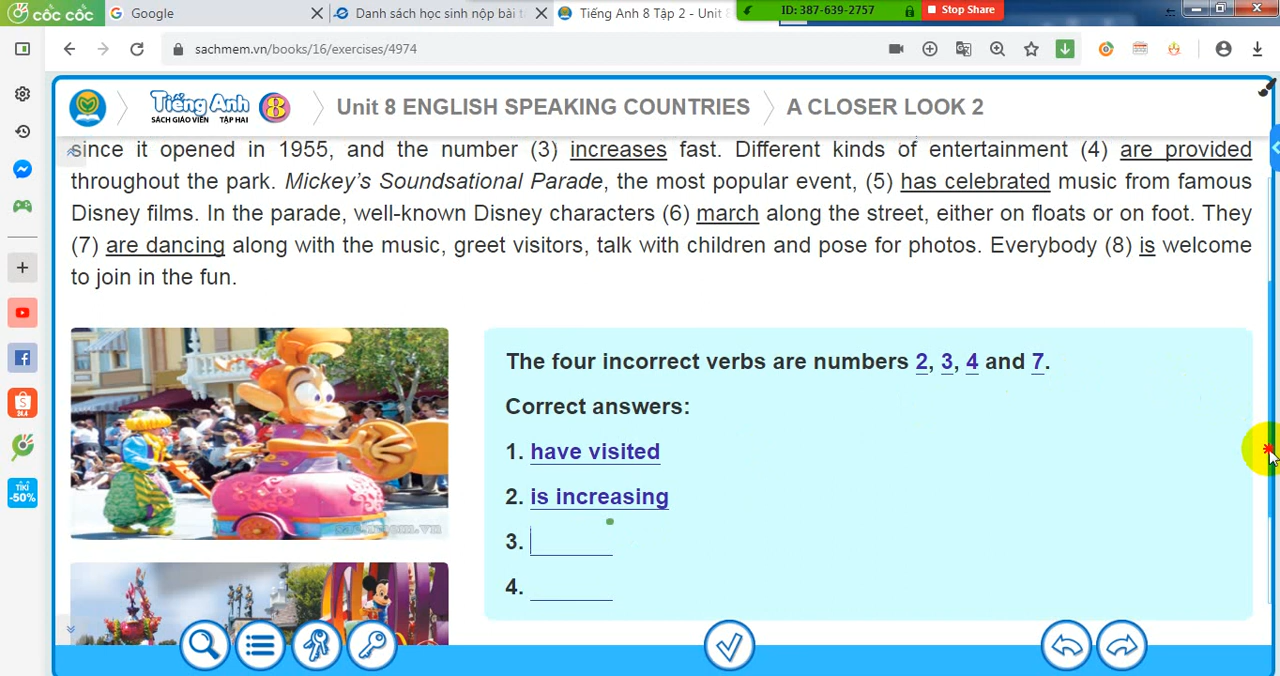 cốc cốc
Google
Danh sách học sinh nộp bài
Tiếng Anh 8 Tập 2 - Unit
ID: 387-639-2757
Stop Share
sachmem.vn/books/16/exercises/4974
Tiếng Anh 8
SÁCH GIÁO VIÊN TẬP HAI
Unit 8 ENGLISH SPEAKING COUNTRIES
A CLOSER LOOK 2
since it opened in 1955, and the number (3) increases fast. Different kinds of entertainment (4) are provided
throughout the park. Mickey's Soundsational Parade, the most popular event, (5) has celebrated music from famous
Disney films. In the parade, well-known Disney characters (6) march along the street, either on floats or on foot. They
(7) are dancing along with the music, greet visitors, talk with children and pose for photos. Everybody (8) is welcome
to join in the fun.
The four incorrect verbs are numbers 2, 3, 4 and 7.
Correct answers:
1. have visited
2. is increasing
3.
4.
TIKI
-50%